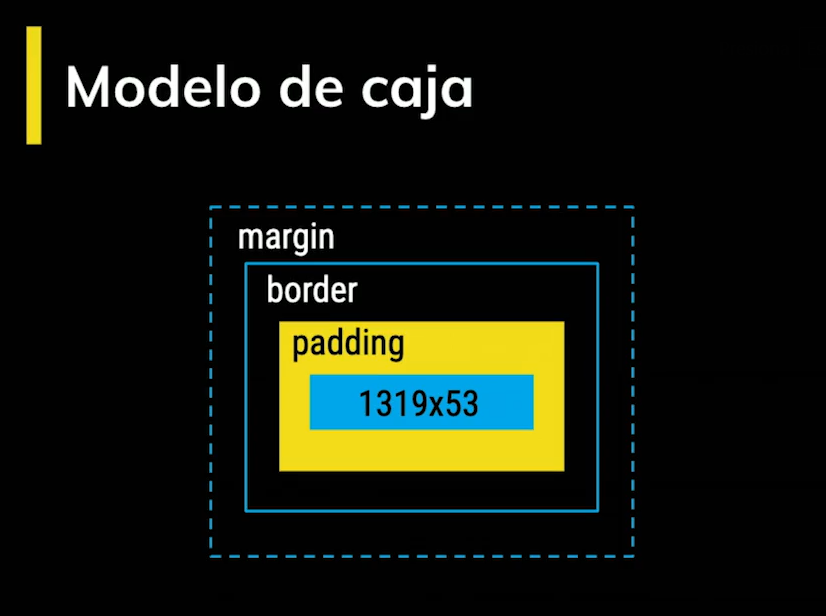 Modelo de caja
margin
border
padding
1319x53